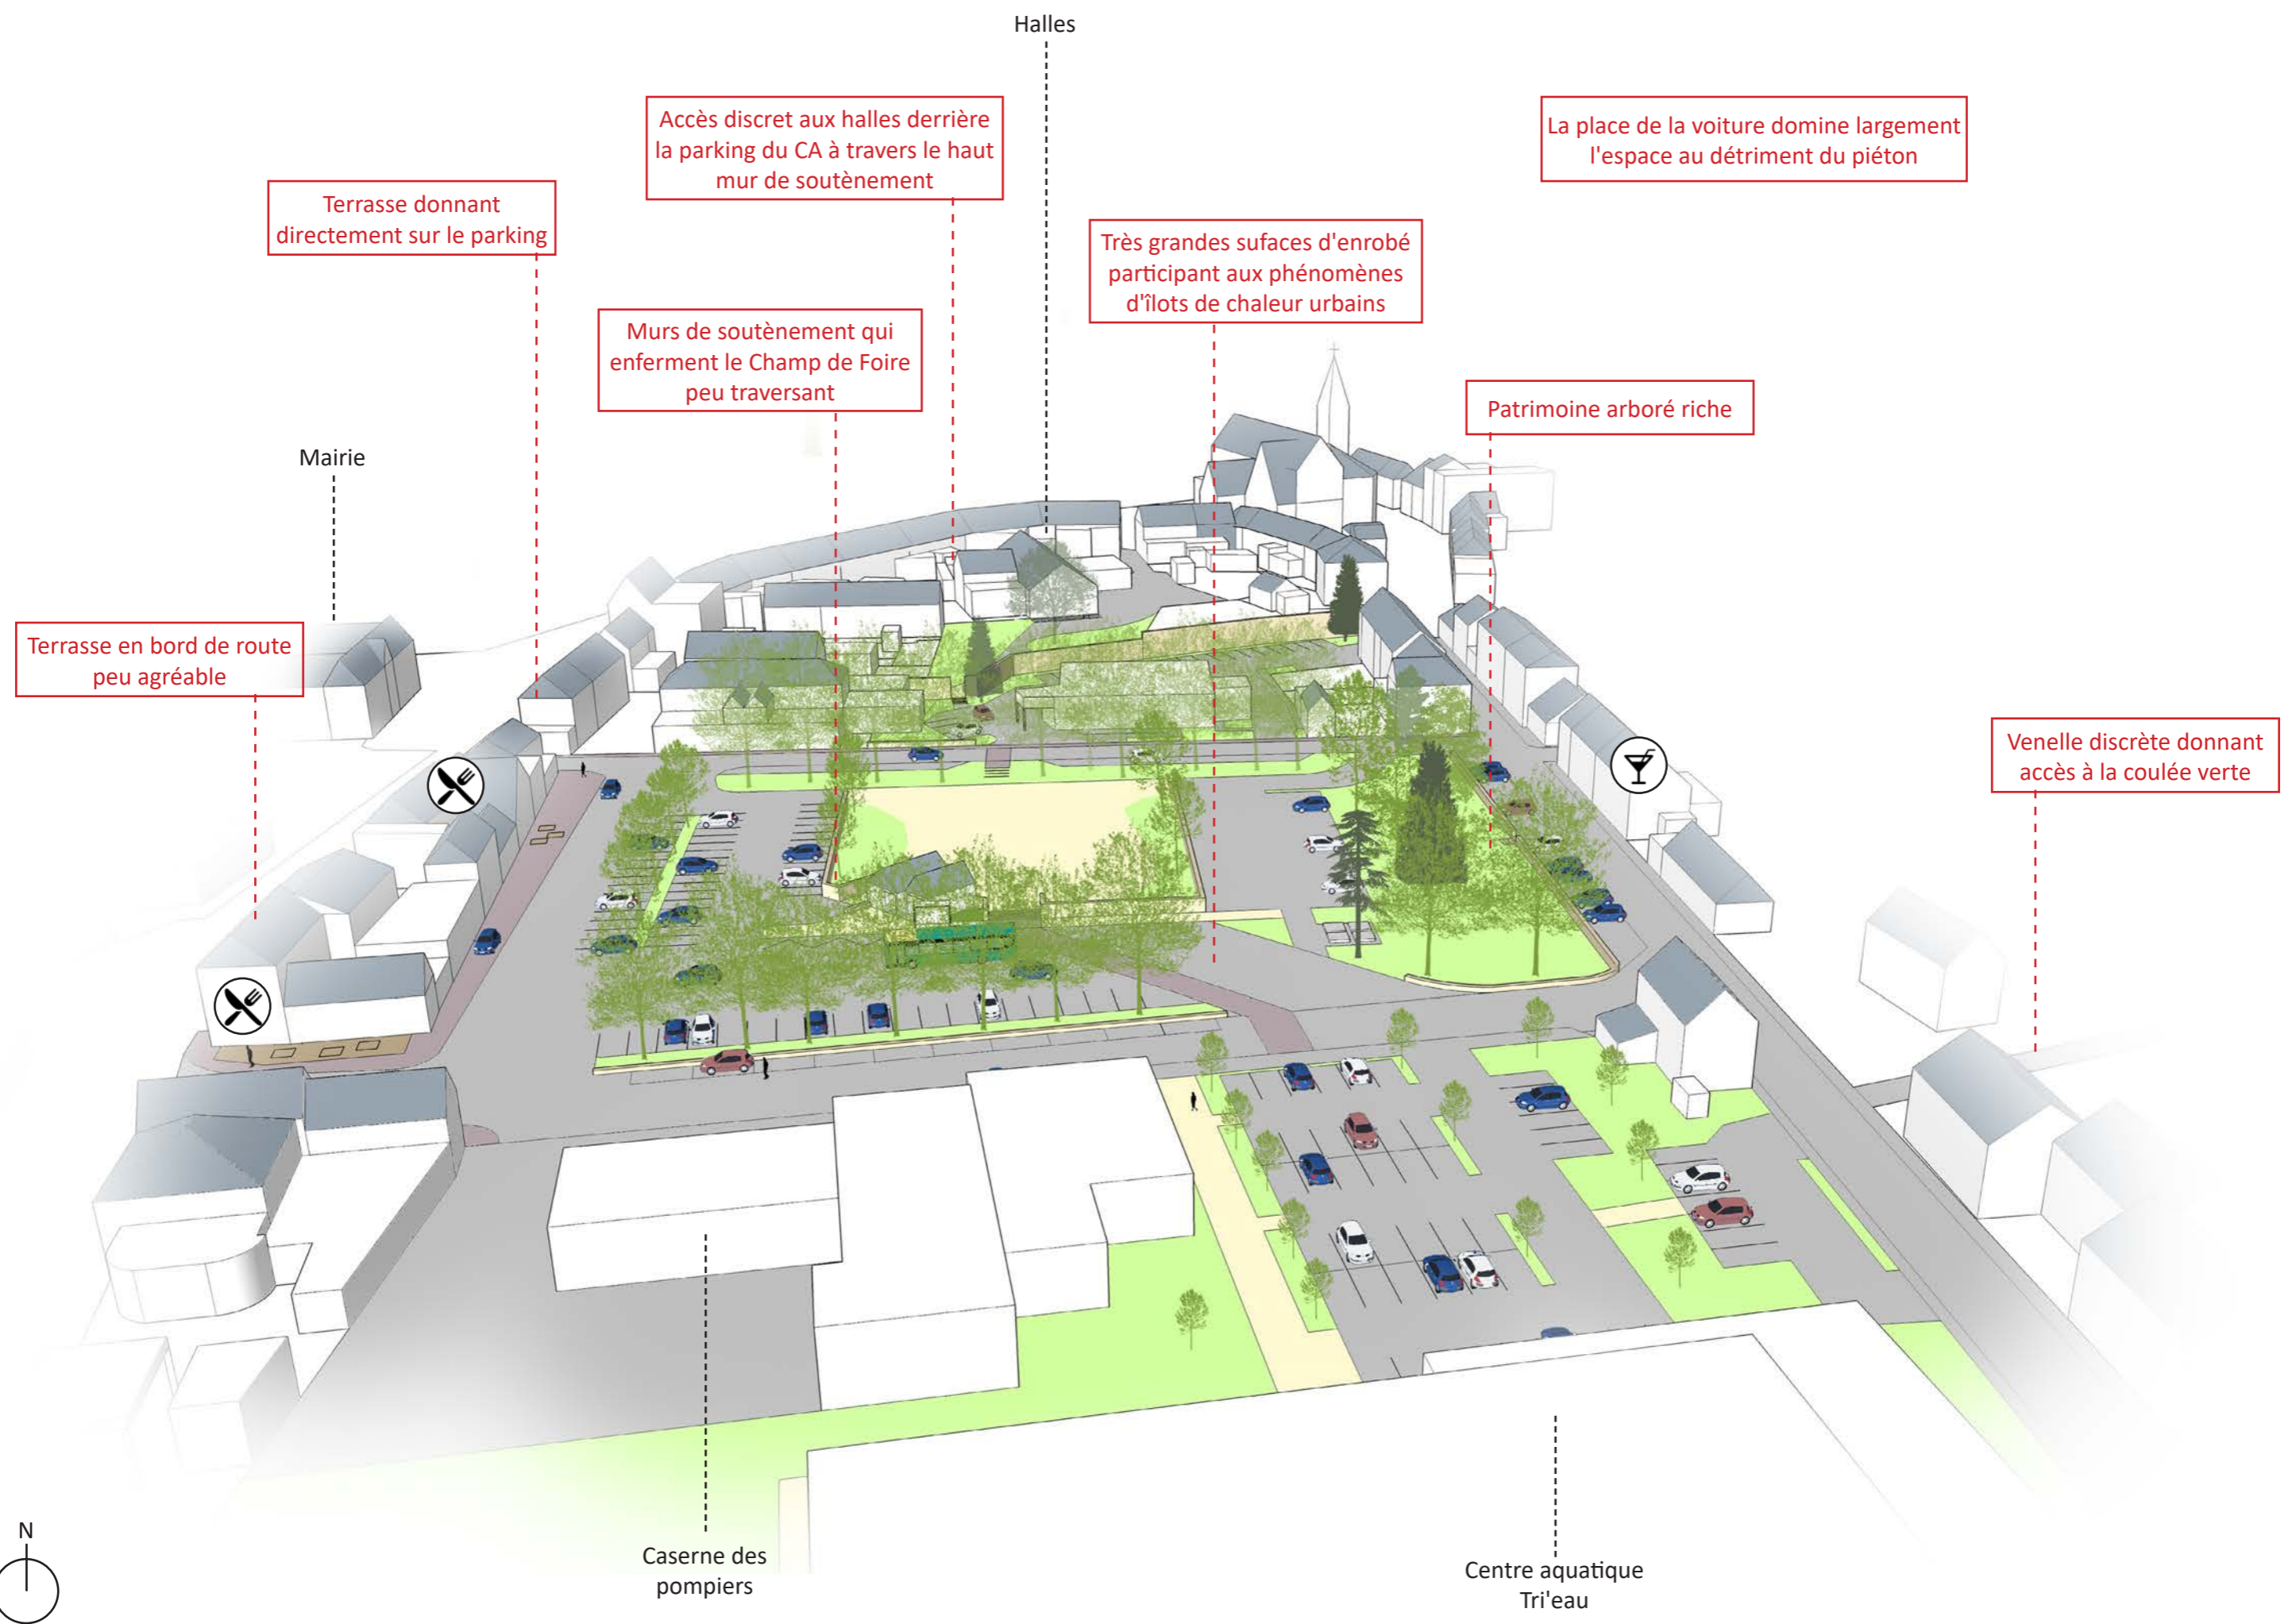 Halles
Accès discret aux halles derrière
la parking du CA à travers le haut
mur de soutènement
La place de la voiture domine largement
l'espace au détriment du piéton
Terrasse donnant
directement sur le parking
Très grandes sufaces d'enrobé
participant aux phénomènes
d'îlots de chaleur urbains
Murs de soutènement qui
enferment le Champ de Foire
peu traversant
Patrimoine arboré riche
Mairie
Terrasse en bord de route
peu agréable
Venelle discrète donnant
accès à la coulée verte
N
Caserne des
pompiers
Centre aquatique
Tri'eau